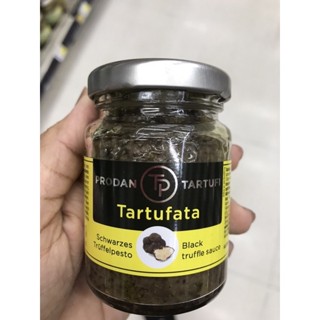 PRODAN TP TARTUFI
Tartufata
Schwarzes
Trüffelpesto
Black
truffle sauce